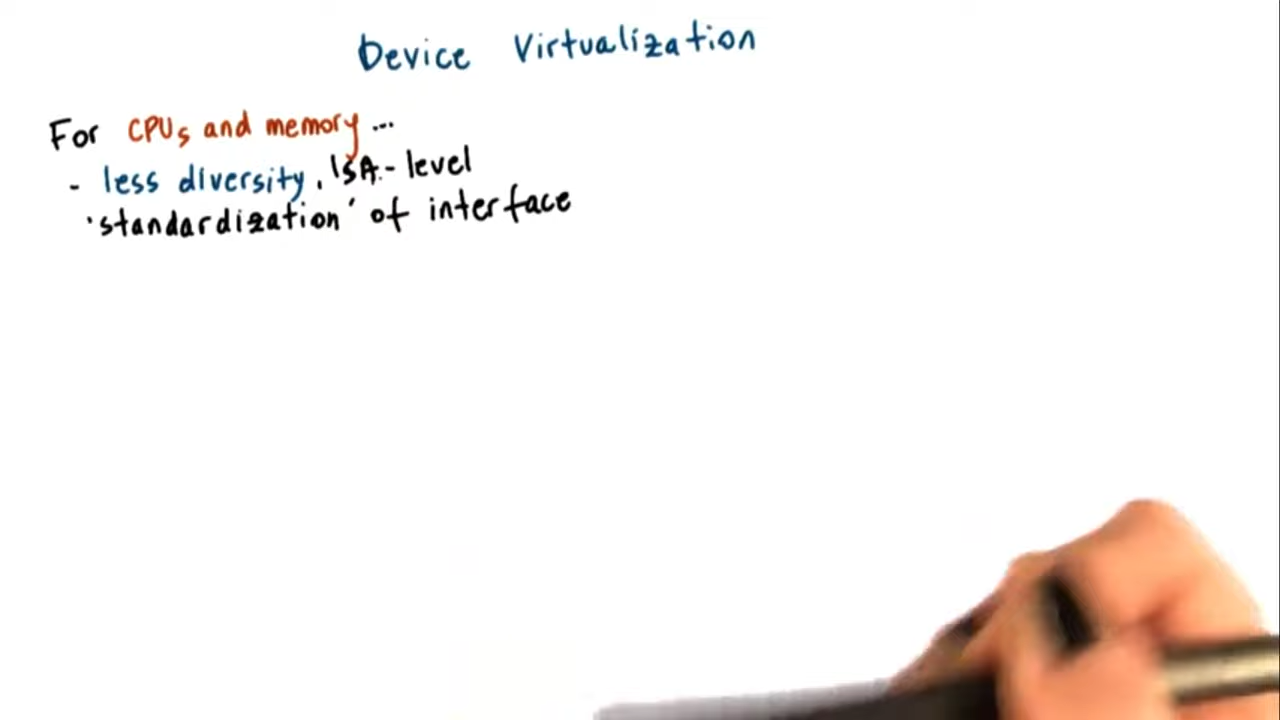 Device Virtualization
For CPUs and memory...
- less diversity, ISA-level
'standardization' of interface